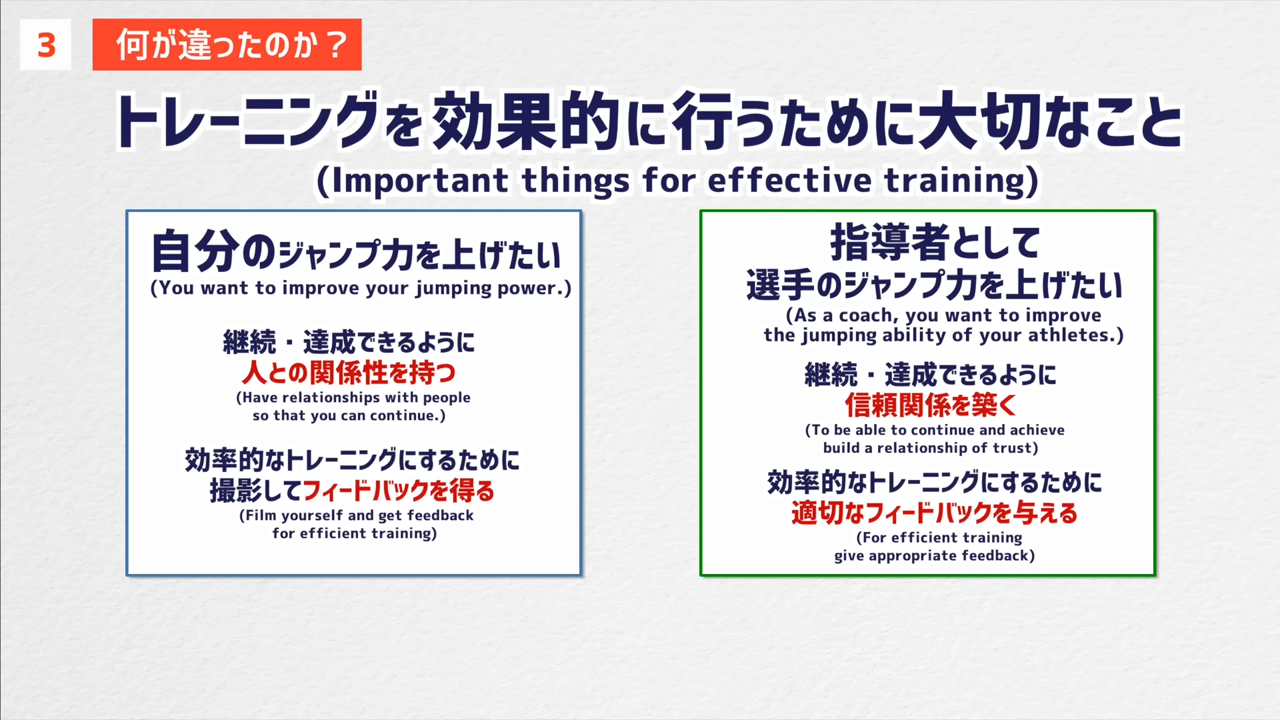 3
何が違ったのか？
トレーニングを効果的に行うために大切なこと
(Important things for effective training)
自分のジャンプ力を上げたい
(You want to improve your jumping power.)
継続・達成できるように
人との関係性を持つ
(Have relationships with people
so that you can continue.)
効率的なトレーニングにするために
撮影してフィードバックを得る
(Film yourself and get feedback
for efficient training)
指導者として
選手のジャンプ力を上げたい
(As a coach, you want to improve
the jumping ability of your athletes.)
継続・達成できるように
信頼関係を築く
(To be able to continue and achieve
build a relationship of trust)
効率的なトレーニングにするために
適切なフィードバックを与える
(For efficient training
give appropriate feedback)